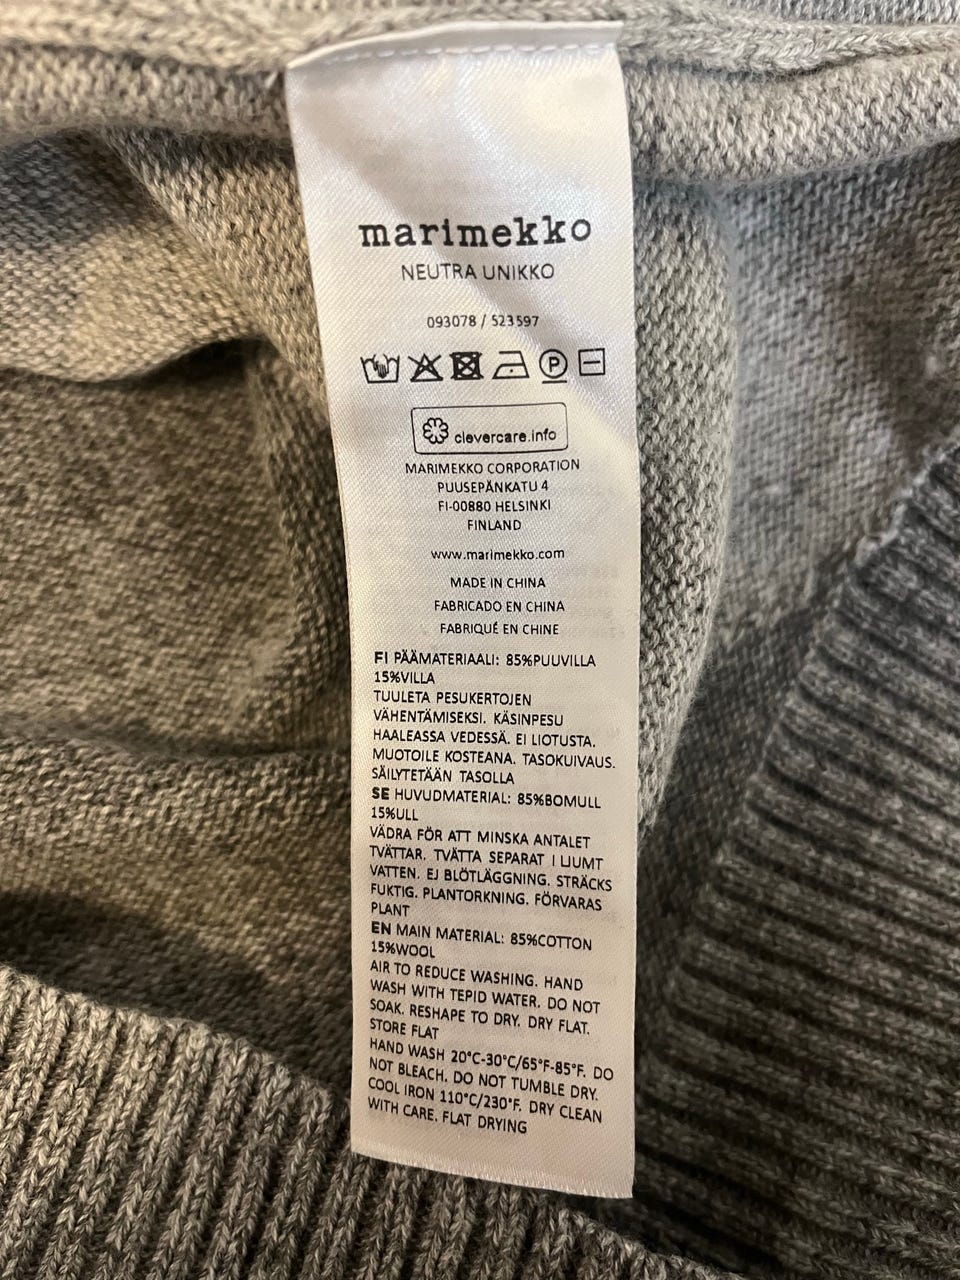 marimekko
NEUTRA UNIKKO
093078 / 523597
P
clevercare.info
MARIMEKKO CORPORATION
PUUSEPÄNKATU 4
FI-00880 HELSINKI
FINLAND
www.marimekko.com
MADE IN CHINA
FABRICADO EN CHINA
FABRIQUÉ EN CHINE
FI PÄÄMATERIAALI: 85%PUUVILLA
15%VILLA
TUULETA PESUKERTOJEN
VÄHENTÄMISEKSI. KÄSINPESU
HAALEASSA VEDESSÄ. EI LIOTUSTA.
MUOTOILE KOSTEANA. TASOKUIVAUS.
SÄILYTETÄÄN TASOLLA
SE HUVUDMATERIAL: 85%BOMULL
15%ULL
VÄDRA FÖR ATT MINSKA ANTALET
TVÄTTAR. TVÄTTA SEPARAT I LJUMT
VATTEN. EJ BLÖTLÄGGNING. STRÄCKS
FUKTIG. PLANTORKNING. FÖRVARAS
PLANT
EN MAIN MATERIAL: 85%COTTON
15%WOOL
AIR TO REDUCE WASHING. HAND
WASH WITH TEPID WATER. DO NOT
SOAK. RESHAPE TO DRY. DRY FLAT.
STORE FLAT
HAND WASH 20°C-30°C/65°F-85°F. DO
NOT BLEACH. DO NOT TUMBLE DRY.
COOL IRON 110°C/230°F. DRY CLEAN
WITH CARE. FLAT DRYING